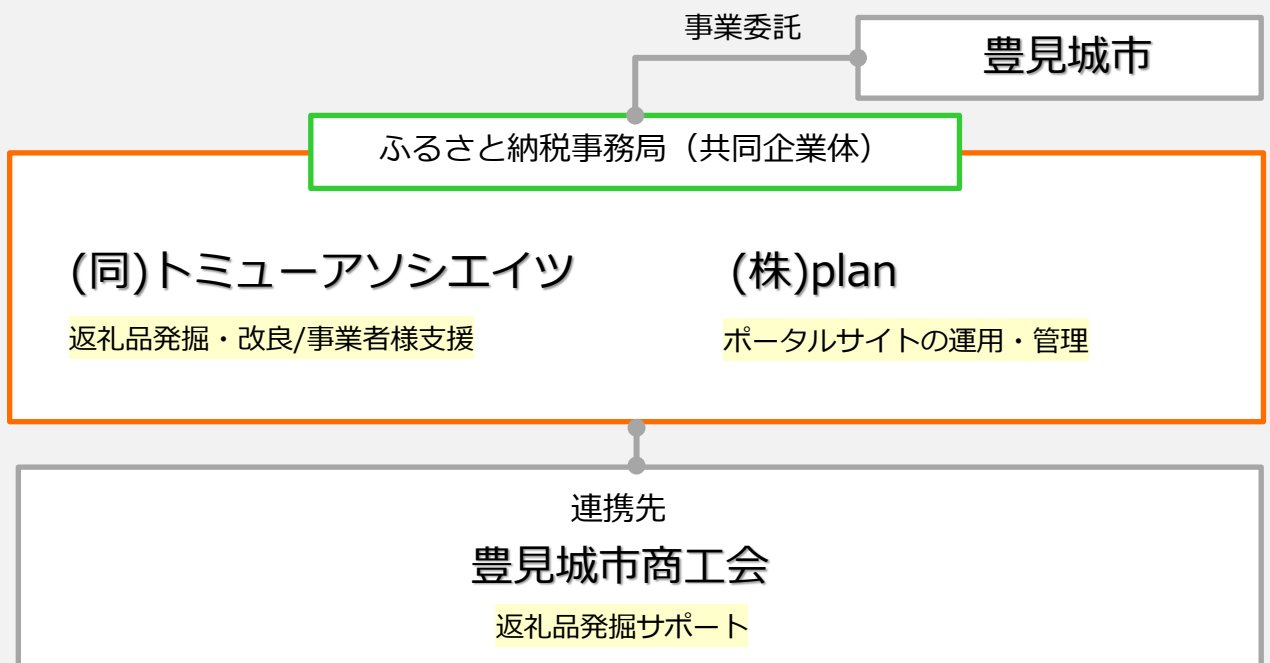 事業委託
豊見城市
ふるさと納税事務局（共同企業体）
(同)トミューアソシエイツ
(株)plan
返礼品発掘・改良/事業者様支援
ポータルサイトの運用・管理
連携先
豊見城市商工会
返礼品発掘サポート